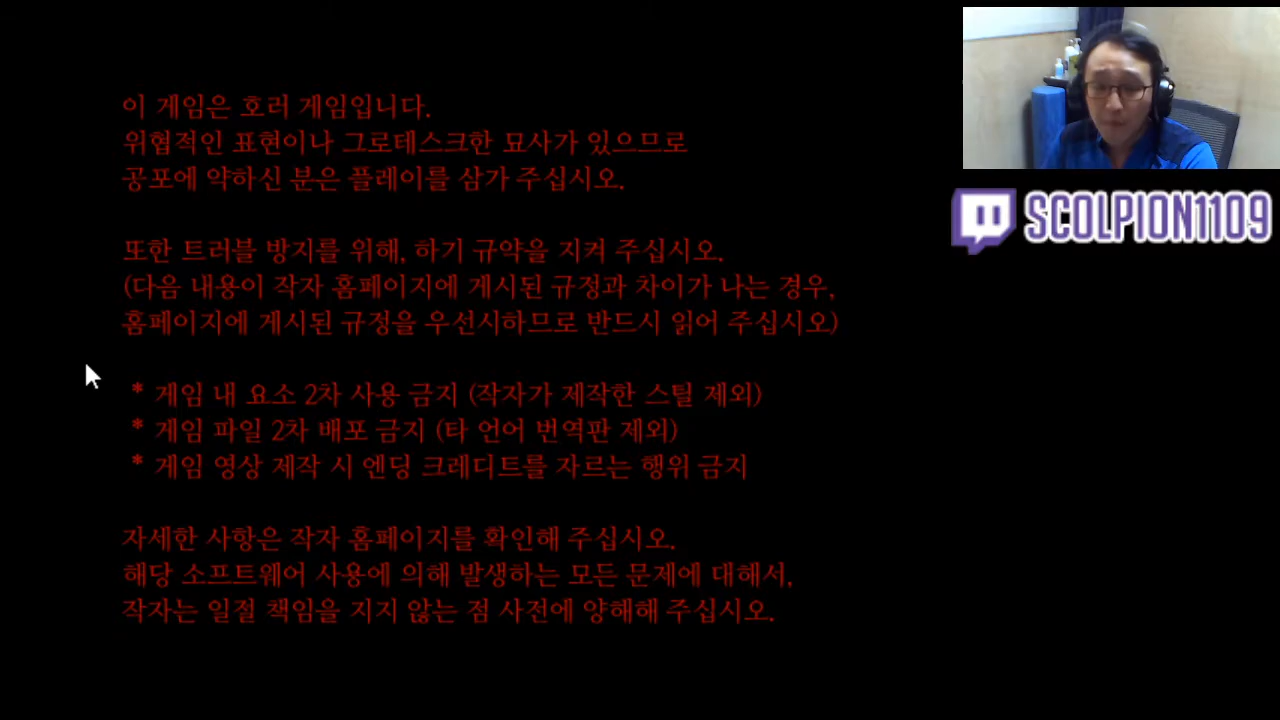 이 게임은 호러 게임입니다.
위협적인 표현이나 그로테스크한 묘사가 있으므로
공포에 약하신 분은 플레이를 삼가 주십시오.
또한 트러블 방지를 위해, 하기 규약을 지켜 주십시오.
(다음 내용이 작자 홈페이지에 게시된 규정과 차이가 나는 경우,
홈페이지에 게시된 규정을 우선시하므로 반드시 읽어 주십시오)
* 게임 내 요소 2차 사용 금지 (작자가 제작한 스틸 제외)
* 게임 파일 2차 배포 금지 (타 언어 번역판 제외)
* 게임 영상 제작 시 엔딩 크레디트를 자르는 행위 금지
자세한 사항은 작자 홈페이지를 확인해 주십시오.
해당 소프트웨어 사용에 의해 발생하는 모든 문제에 대해서,
작자는 일절 책임을 지지 않는 점 사전에 양해해 주십시오.
SCOLPION1109